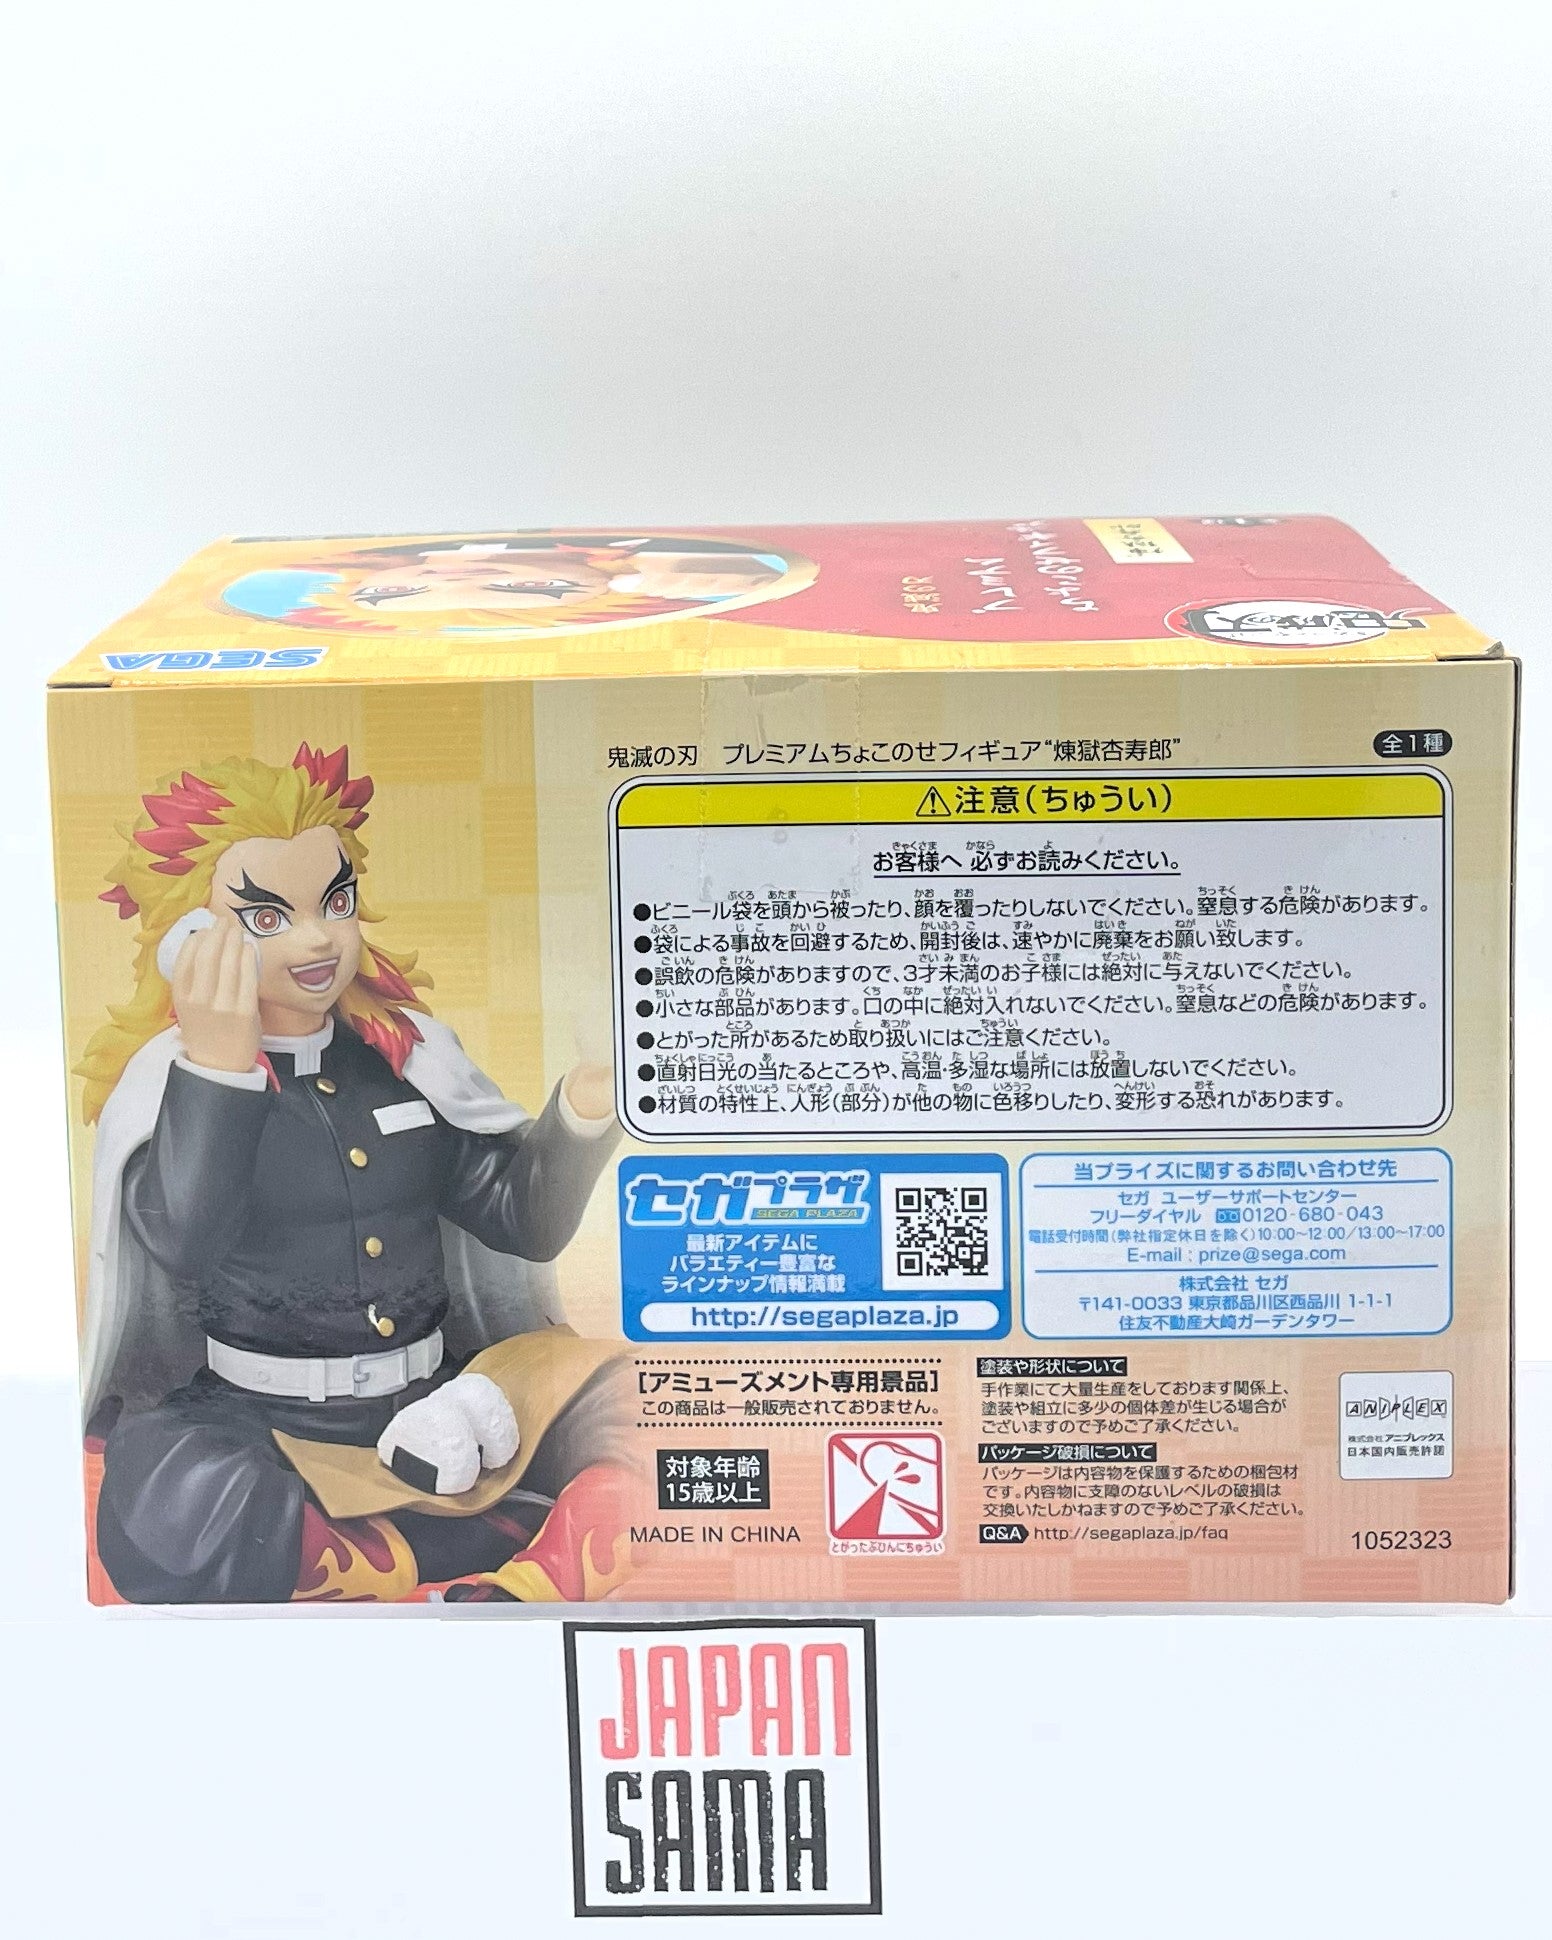 SEGA
鬼滅の刃
プレミアム
ちょこのせフィギュア
鬼滅の刃
鬼滅の刃 プレミアムちょこのせフィギュア“煉獄杏寿郎”
全1種
⚠注意(ちゅうい)
お客様へ 必ずお読みください。
●ビニール袋を頭から被ったり、顔を覆ったりしないでください。窒息する危険があります。
●袋による事故を回避するため、開封後は、速やかに廃棄をお願い致します。
●誤飲の危険がありますので、3才未満のお子様には絶対に与えないでください。
●小さな部品があります。口の中に絶対入れないでください。窒息などの危険があります。
●とがった所があるため取り扱いにはご注意ください。
●直射日光の当たるところや、高温・多湿な場所には放置しないでください。
●材質の特性上、人形(部分)が他の物に色移りしたり、変形する恐れがあります。
セガプラザ
SEGA PLAZA
最新アイテムに
バラエティー豊富な
ラインナップ情報満載
http://segaplaza.jp
当プライズに関するお問い合わせ先
セガ ユーザーサポートセンター
フリーダイヤル 0120-680-043
電話受付時間(弊社指定休日を除く)10:00~12:00/13:00~17:00
E-mail : prize@sega.com
株式会社 セガ
〒141-0033 東京都品川区西品川 1-1-1
住友不動産大崎ガーデンタワー
[アミューズメント専用景品]
この商品は一般販売されておりません。
対象年齢
15歳以上
MADE IN CHINA
とがったぶひんにちゅうい
塗装や形状について
手作業にて大量生産をしております関係上、
塗装や組立に多少の個体差が生じる場合が
ございますので予めご了承ください。
パッケージ破損について
パッケージは内容物を保護するための梱包材
です。内容物に支障のないレベルの破損は
交換いたしかねますので予めご了承ください。
Q&A http://segaplaza.jp/faq
ANIPLEX
株式会社 アニプレックス
日本国内販売許諾
1052323
JAPAN
SAMA